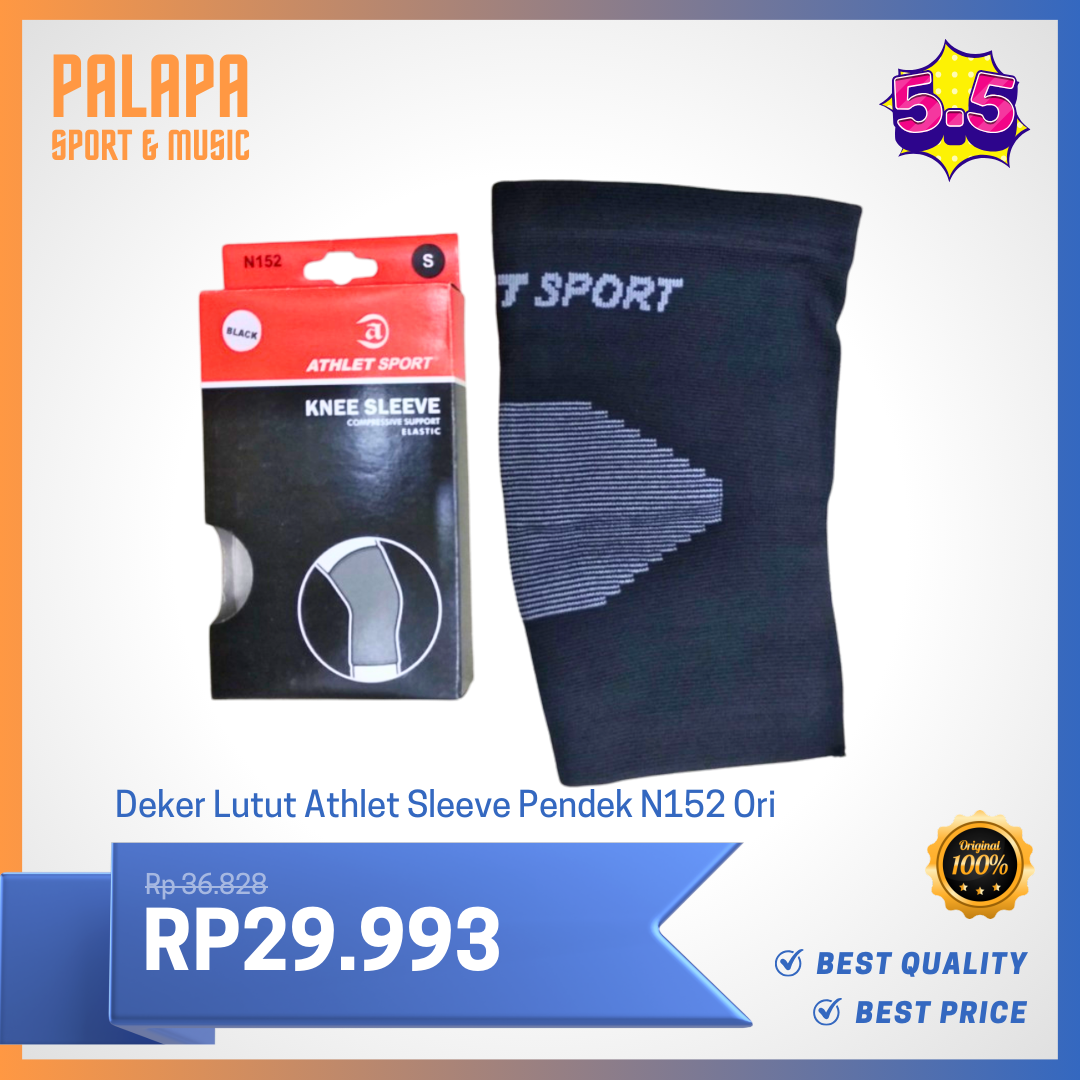 PALAPA
SPORT & MUSIC
5.5
N152
S
BLACK
a
ATHLET SPORT
KNEE SLEEVE
COMPRESSIVE SUPPORT
ELASTIC
T SPORT
Deker Lutut Athlet Sleeve Pendek N152 Ori
Rp 36.828
RP29.993
Original
100%
BEST QUALITY
BEST PRICE